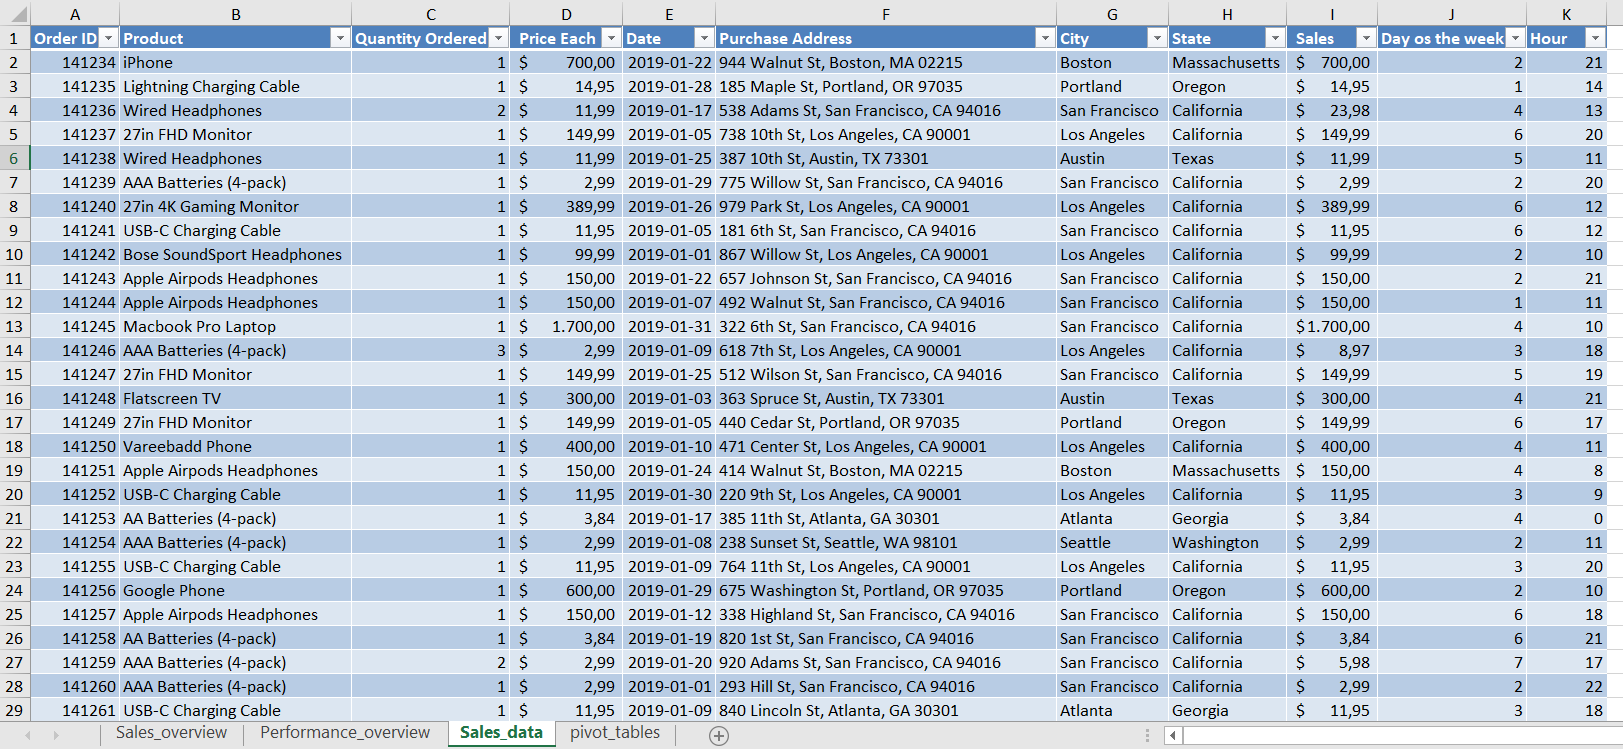 A B C D E F G H I J K
1 Order ID Product Quantity Ordered Price Each Date Purchase Address City State Sales Day os the week Hour
2 141234 iPhone 1 $ 700,00 2019-01-22 944 Walnut St, Boston, MA 02215 Boston Massachusetts $ 700,00 2 21
3 141235 Lightning Charging Cable 1 $ 14,95 2019-01-28 185 Maple St, Portland, OR 97035 Portland Oregon $ 14,95 1 14
4 141236 Wired Headphones 2 $ 11,99 2019-01-17 538 Adams St, San Francisco, CA 94016 San Francisco California $ 23,98 4 13
5 141237 27in FHD Monitor 1 $ 149,99 2019-01-05 738 10th St, Los Angeles, CA 90001 Los Angeles California $ 149,99 6 20
6 141238 Wired Headphones 1 $ 11,99 2019-01-25 387 10th St, Austin, TX 73301 Austin Texas $ 11,99 5 11
7 141239 AAA Batteries (4-pack) 1 $ 2,99 2019-01-29 775 Willow St, San Francisco, CA 94016 San Francisco California $ 2,99 2 20
8 141240 27in 4K Gaming Monitor 1 $ 389,99 2019-01-26 979 Park St, Los Angeles, CA 90001 Los Angeles California $ 389,99 6 12
9 141241 USB-C Charging Cable 1 $ 11,95 2019-01-05 181 6th St, San Francisco, CA 94016 San Francisco California $ 11,95 6 12
10 141242 Bose SoundSport Headphones 1 $ 99,99 2019-01-01 867 Willow St, Los Angeles, CA 90001 Los Angeles California $ 99,99 2 10
11 141243 Apple Airpods Headphones 1 $ 150,00 2019-01-22 657 Johnson St, San Francisco, CA 94016 San Francisco California $ 150,00 2 21
12 141244 Apple Airpods Headphones 1 $ 150,00 2019-01-07 492 Walnut St, San Francisco, CA 94016 San Francisco California $ 150,00 1 11
13 141245 Macbook Pro Laptop 1 $ 1.700,00 2019-01-31 322 6th St, San Francisco, CA 94016 San Francisco California $1.700,00 4 10
14 141246 AAA Batteries (4-pack) 3 $ 2,99 2019-01-09 618 7th St, Los Angeles, CA 90001 Los Angeles California $ 8,97 3 18
15 141247 27in FHD Monitor 1 $ 149,99 2019-01-25 512 Wilson St, San Francisco, CA 94016 San Francisco California $ 149,99 5 19
16 141248 Flatscreen TV 1 $ 300,00 2019-01-03 363 Spruce St, Austin, TX 73301 Austin Texas $ 300,00 4 21
17 141249 27in FHD Monitor 1 $ 149,99 2019-01-05 440 Cedar St, Portland, OR 97035 Portland Oregon $ 149,99 6 17
18 141250 Vareebadd Phone 1 $ 400,00 2019-01-10 471 Center St, Los Angeles, CA 90001 Los Angeles California $ 400,00 4 11
19 141251 Apple Airpods Headphones 1 $ 150,00 2019-01-24 414 Walnut St, Boston, MA 02215 Boston Massachusetts $ 150,00 4 8
20 141252 USB-C Charging Cable 1 $ 11,95 2019-01-30 220 9th St, Los Angeles, CA 90001 Los Angeles California $ 11,95 3 9
21 141253 AA Batteries (4-pack) 1 $ 3,84 2019-01-17 385 11th St, Atlanta, GA 30301 Atlanta Georgia $ 3,84 4 0
22 141254 AAA Batteries (4-pack) 1 $ 2,99 2019-01-08 238 Sunset St, Seattle, WA 98101 Seattle Washington $ 2,99 2 11
23 141255 USB-C Charging Cable 1 $ 11,95 2019-01-09 764 11th St, Los Angeles, CA 90001 Los Angeles California $ 11,95 3 20
24 141256 Google Phone 1 $ 600,00 2019-01-29 675 Washington St, Portland, OR 97035 Portland Oregon $ 600,00 2 10
25 141257 Apple Airpods Headphones 1 $ 150,00 2019-01-12 338 Highland St, San Francisco, CA 94016 San Francisco California $ 150,00 6 18
26 141258 AA Batteries (4-pack) 1 $ 3,84 2019-01-19 820 1st St, San Francisco, CA 94016 San Francisco California $ 3,84 6 21
27 141259 AAA Batteries (4-pack) 2 $ 2,99 2019-01-20 920 Adams St, San Francisco, CA 94016 San Francisco California $ 5,98 7 17
28 141260 AAA Batteries (4-pack) 1 $ 2,99 2019-01-01 293 Hill St, San Francisco, CA 94016 San Francisco California $ 2,99 2 22
29 141261 USB-C Charging Cable 1 $ 11,95 2019-01-09 840 Lincoln St, Atlanta, GA 30301 Atlanta Georgia $ 11,95 3 18
Sales_overview Performance_overview Sales_data pivot_tables